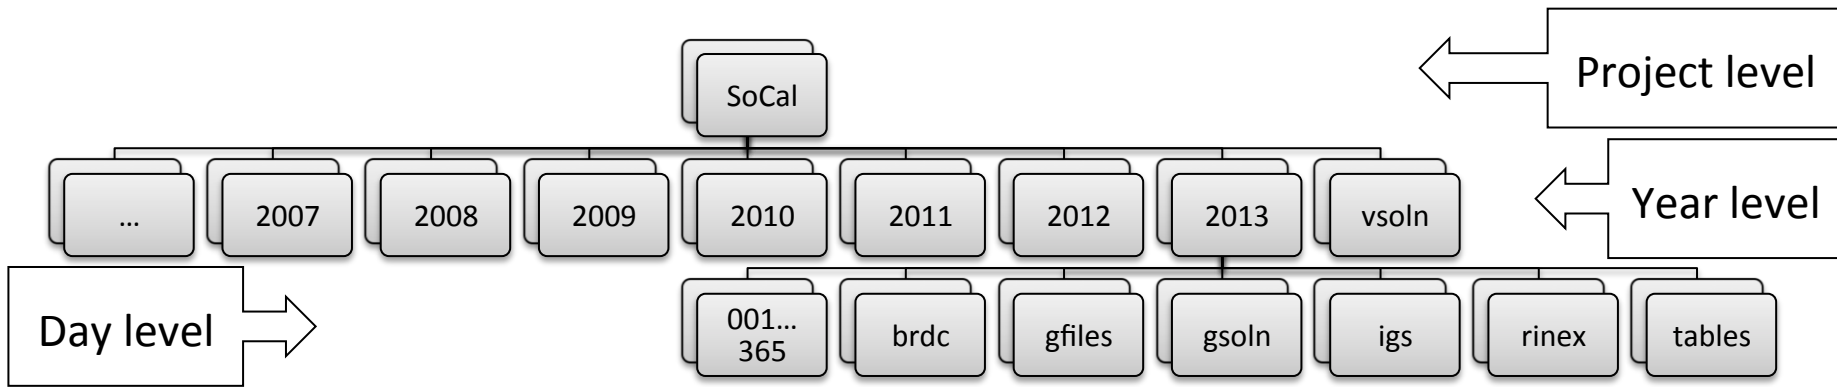 Project level
SoCal
... 2007 2008 2009 2010 2011 2012 2013 vsoln
Year level
Day level
001...
365
brdc gfiles gsoln igs rinex tables